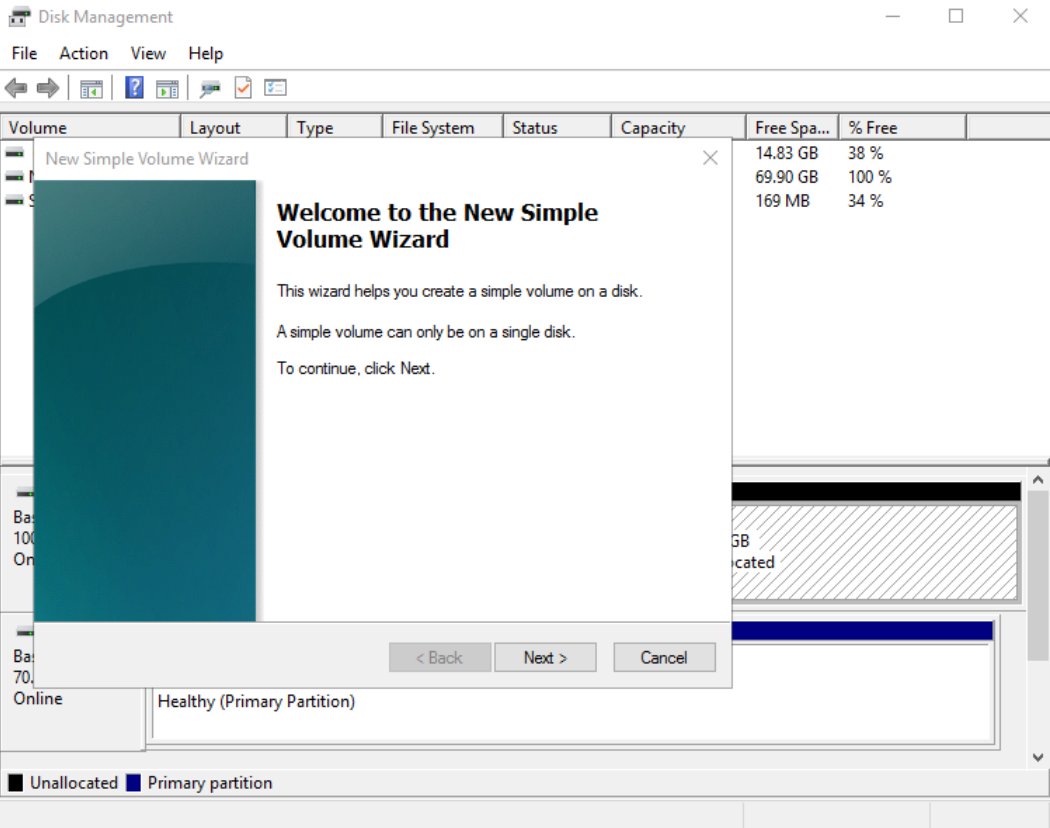 Disk Management
File Action View Help
Volume Layout Type File System Status Capacity Free Spa... % Free
14.83 GB 38 %
69.90 GB 100 %
169 MB 34 %
New Simple Volume Wizard
Welcome to the New Simple
Volume Wizard
This wizard helps you create a simple volume on a disk.
A simple volume can only be on a single disk.
To continue, click Next.
< Back Next > Cancel
GB
Online
Healthy (Primary Partition)
Unallocated Primary partition